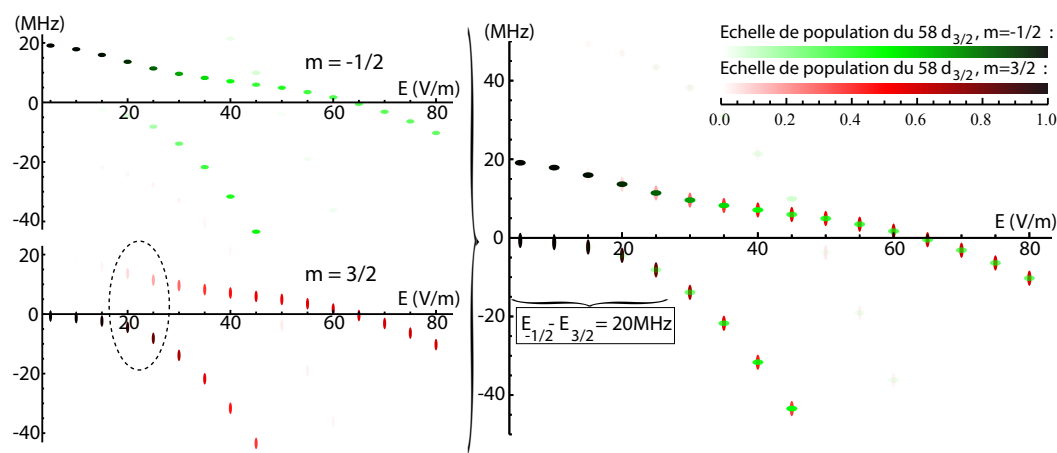 (MHz)
20
m = -1/2
E (V/m)
0
20
40
60
80
-20
-40
20
m = 3/2
E (V/m)
0
20
40
60
80
-20
-40
(MHz)
Echelle de population du 58 d3/2, m=-1/2 :
Echelle de population du 58 d3/2, m=3/2 :
0.0 0.2 0.4 0.6 0.8 1.0
40
20
E (V/m)
0
20
40
60
80
E-1/2 - E3/2 = 20MHz
-20
-40